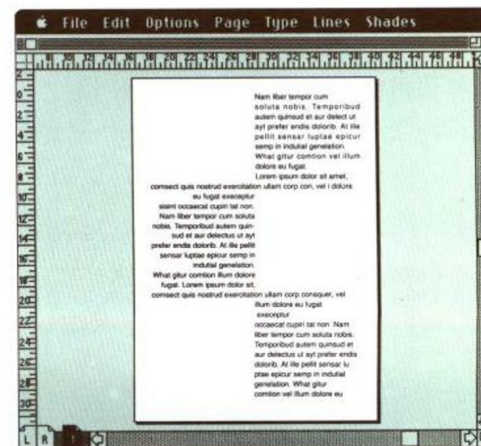 File Edit Options Page Type Lines Shades
Nam liber tempor cum
soluta nobis. Temporibud
autem quinsud et aur delect ut
ayt prefer endis dolorib. At ille
pellit sensar luptae epicur
semp in indutial genelation.
What gitur comtion vel illum
dolore eu fugat.
Lorem ipsum dolor sit amet,
comsect quis nostrud exercitation ullam corp con, vel i dolore
eu fugat execeptur
sisint occaecat cupiri tat non.
Nam liber tempor cum soluta
nobis. Temporibud autem quin-
sud et aur delectus ut ayt
prefer endis dolorib. At ille pellit
sensar luptae epicur semp in
indutial genelation.
What gitur comtion illum dolore
fugat. Lorem ipsum dolor sit,
comsect quis nostrud exercitation ullam corp consquer, vel
illum dolore eu fugat
execeptur
occaecat cupiri tat non. Nam
liber tempor cum soluta nobis.
Temporibud autem quinsud et
aur delectus ut ayt prefer endis
dolorib. At ille pellit sensar lu
ptae epicur semp in indutial
genelation. What gitur
comtion vel illum dolore eu
L R 1